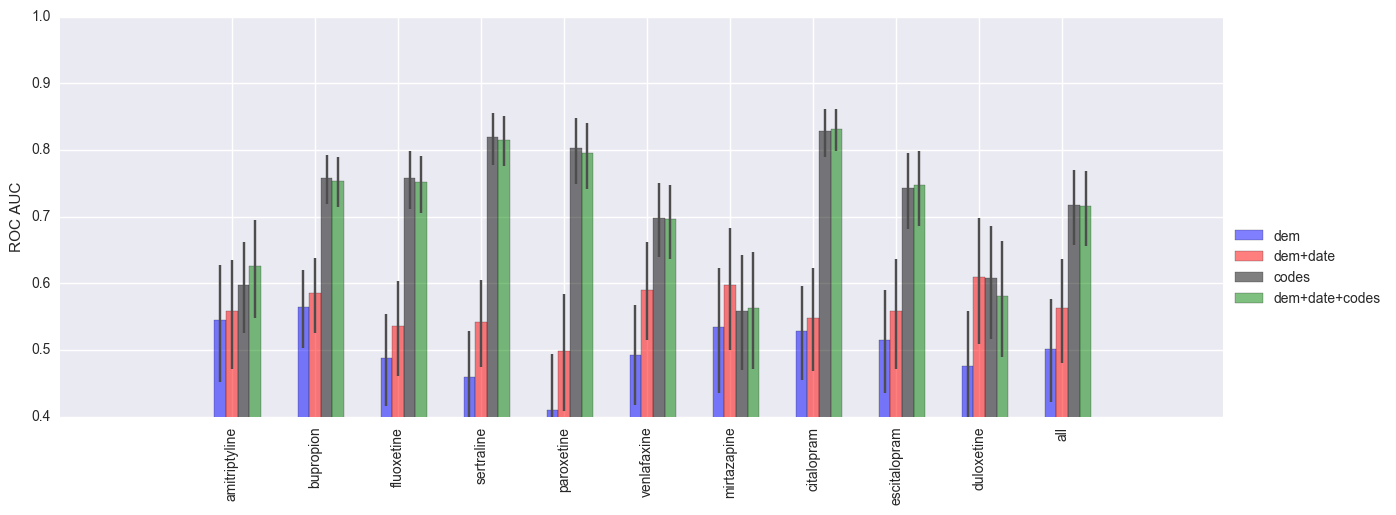 1.0
0.9
0.8
0.7
0.6
0.5
0.4
ROC AUC
amitriptyline
bupropion
fluoxetine
sertraline
paroxetine
venlafaxine
mirtazapine
citalopram
escitalopram
duloxetine
all
dem
dem+date
codes
dem+date+codes